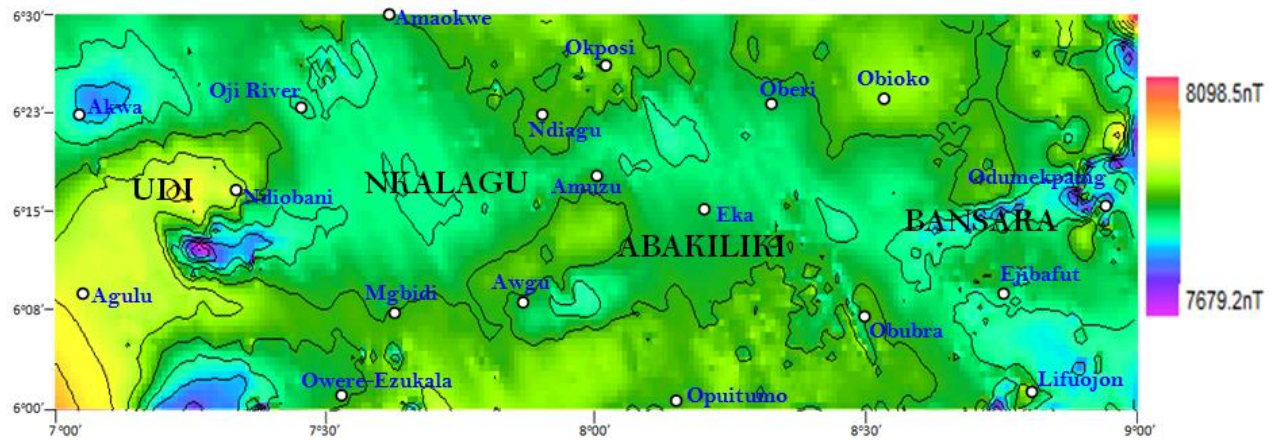 6°30′
Amaokwe
Okposi
8098.5nT
Oji River
Oberi
Obioko
Akwa
6°23′
Ndiagu
UDI
NKALAGU
Odumekpaing
Ndiobani
Amuzu
6°15′
Eka
BANSARA
ABAKILIKI
Agulu
Mgbidi
Awgu
Ejibafut
7679.2nT
6°08′
Obubra
Owere-Ezukala
Opuitumo
Lifuojon
6°00′
7°00′
7°30′
8°00′
8°30′
9°00′